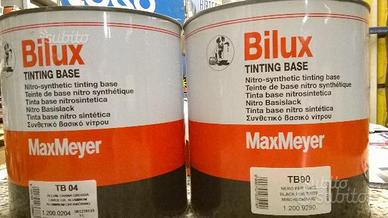 subito
Bilux
TINTING BASE
Nitro-synthetic tinting base
Teinte de base nitro synthétique
Tinta base nitrosintetica
Nitro Basislack
Tinta base nitro sintética
Συνθετικό βασικό νίτρου
MaxMeyer
TB 04
1.200.0204
Bilux
TINTING BASE
Nitro-synthetic tinting base
Teinte de base nitro synthétique
Tinta base nitrosintetica
Nitro Basislack
Tinta base nitro sintética
Συνθετικό βασικό νίτρου
MaxMeyer
TB90
1.200.9290
subito